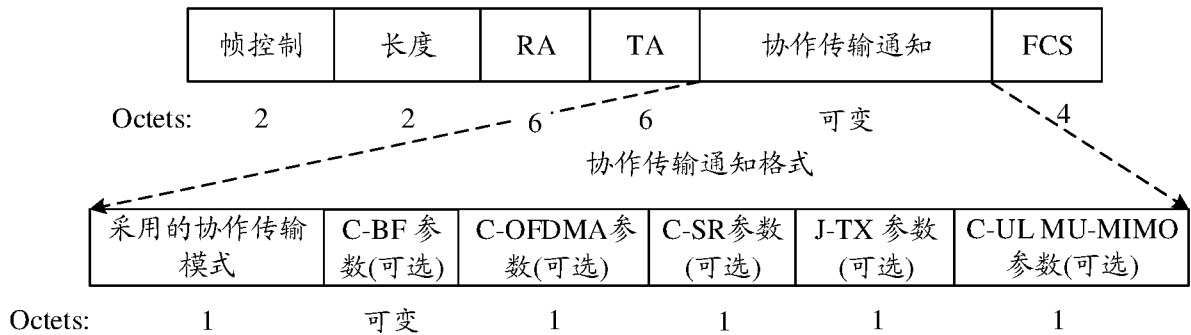 帧控制 长度 RA TA 协作传输通知 FCS
Octets: 2 2 6 6 可变 4
协作传输通知格式
采用的协作传输模式 C-BF 参数(可选) C-OFDMA参数(可选) C-SR参数(可选) J-TX 参数(可选) C-UL MU-MIMO参数(可选)
Octets: 1 可变 1 1 1 1